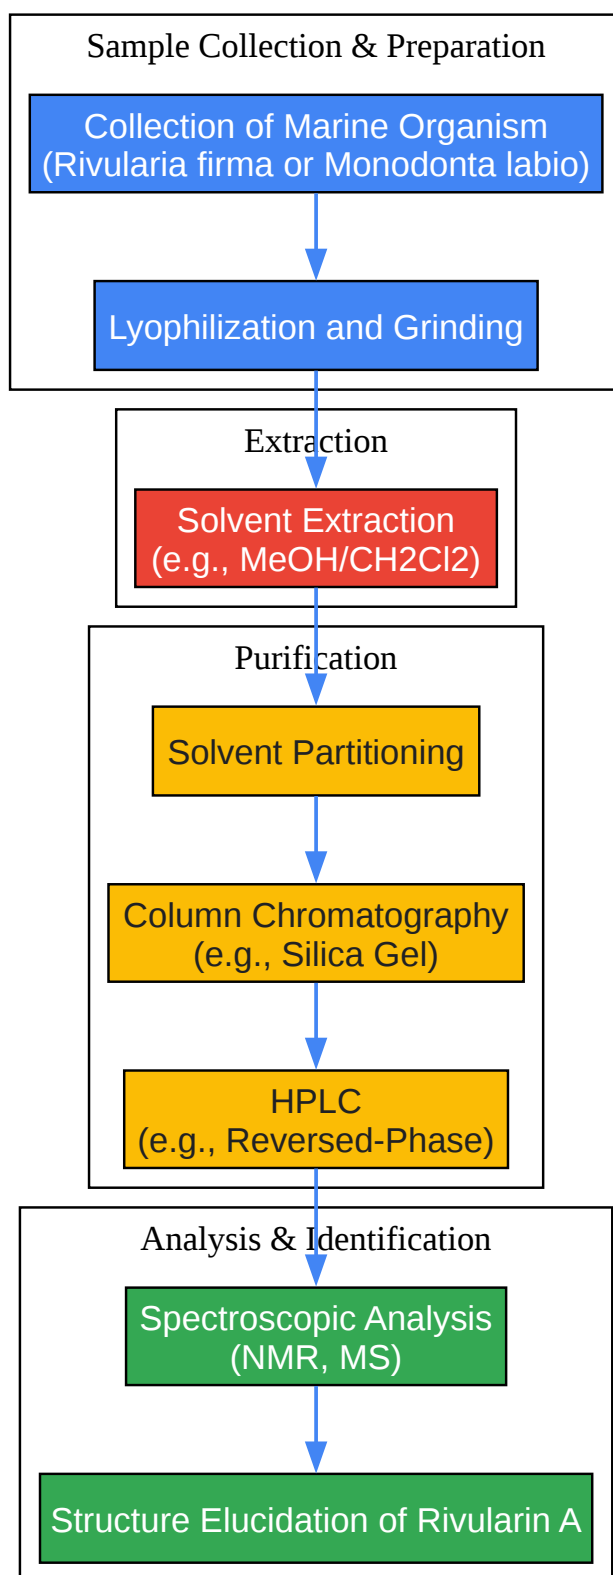 Sample Collection & Preparation
Collection of Marine Organism
(Rivularia firma or Monodonta labio)
Lyophilization and Grinding
Extraction
Solvent Extraction
(e.g., MeOH/CH2Cl2)
Purification
Solvent Partitioning
Column Chromatography
(e.g., Silica Gel)
HPLC
(e.g., Reversed-Phase)
Analysis & Identification
Spectroscopic Analysis
(NMR, MS)
Structure Elucidation of Rivularin A